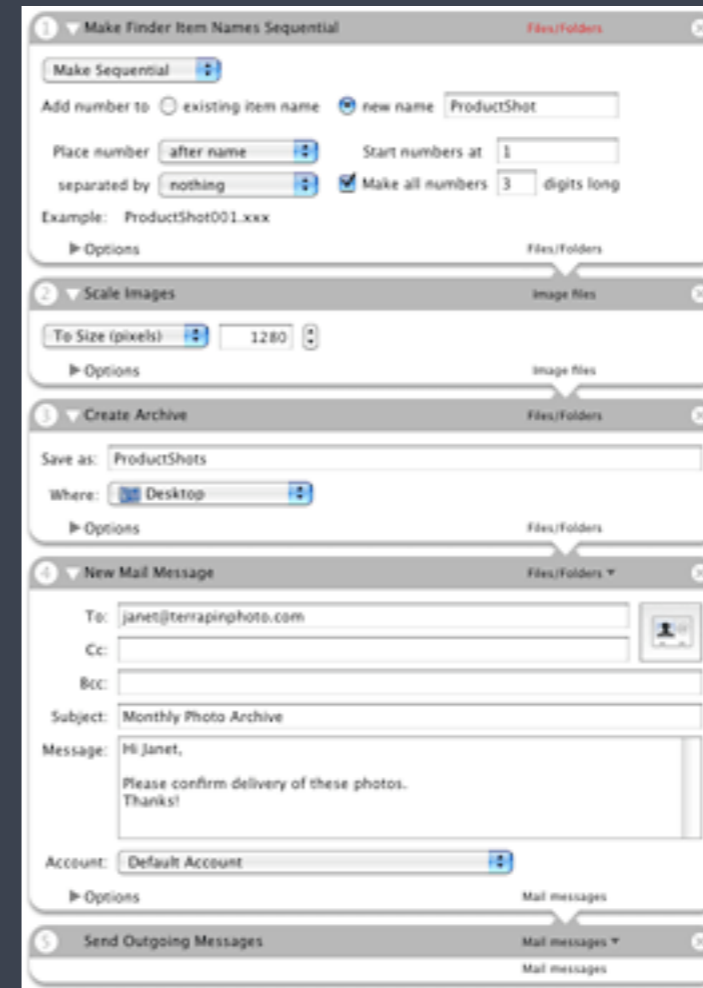 1 Make Finder Item Names Sequential Files/Folders
Make Sequential
Add number to existing item name new name ProductShot
Place number after name Start numbers at 1
separated by nothing Make all numbers 3 digits long
Example: ProductShot001.xxx
Options Files/Folders
2 Scale Images Image files
To Size (pixels) 1280
Options Image files
3 Create Archive Files/Folders
Save as: ProductShots
Where: Desktop
Options Files/Folders
4 New Mail Message Files/Folders
To: janet@terrapinphoto.com
Cc:
Bcc:
Subject: Monthly Photo Archive
Message: Hi Janet,
Please confirm delivery of these photos.
Thanks!
Account: Default Account
Options Mail messages
5 Send Outgoing Messages Mail messages
Mail messages